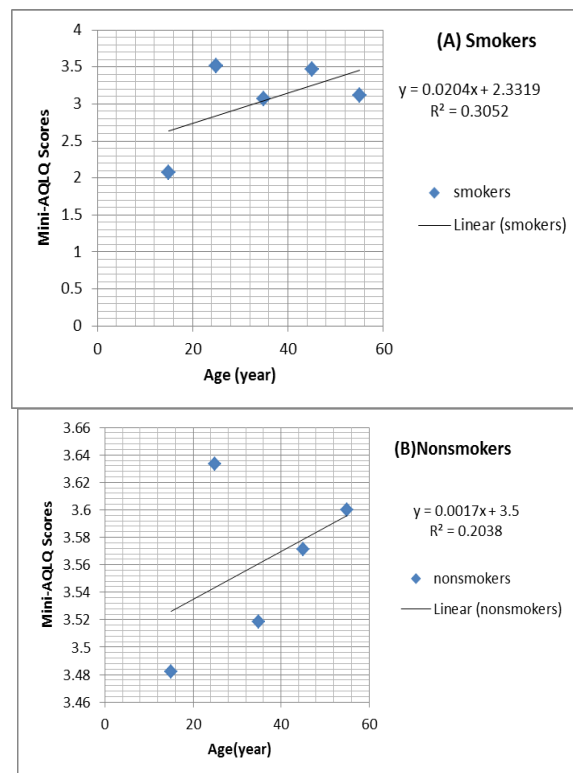 (A) Smokers
y = 0.0204x + 2.3319
R² = 0.3052
smokers
Linear (smokers)
Mini-AQLQ Scores
4
3.5
3
2.5
2
1.5
1
0.5
0
0 20 40 60
Age (year)
(B)Nonsmokers
y = 0.0017x + 3.5
R² = 0.2038
nonsmokers
Linear (nonsmokers)
Mini-AQLQ Scores
3.66
3.64
3.62
3.6
3.58
3.56
3.54
3.52
3.5
3.48
3.46
0 20 40 60
Age(year)